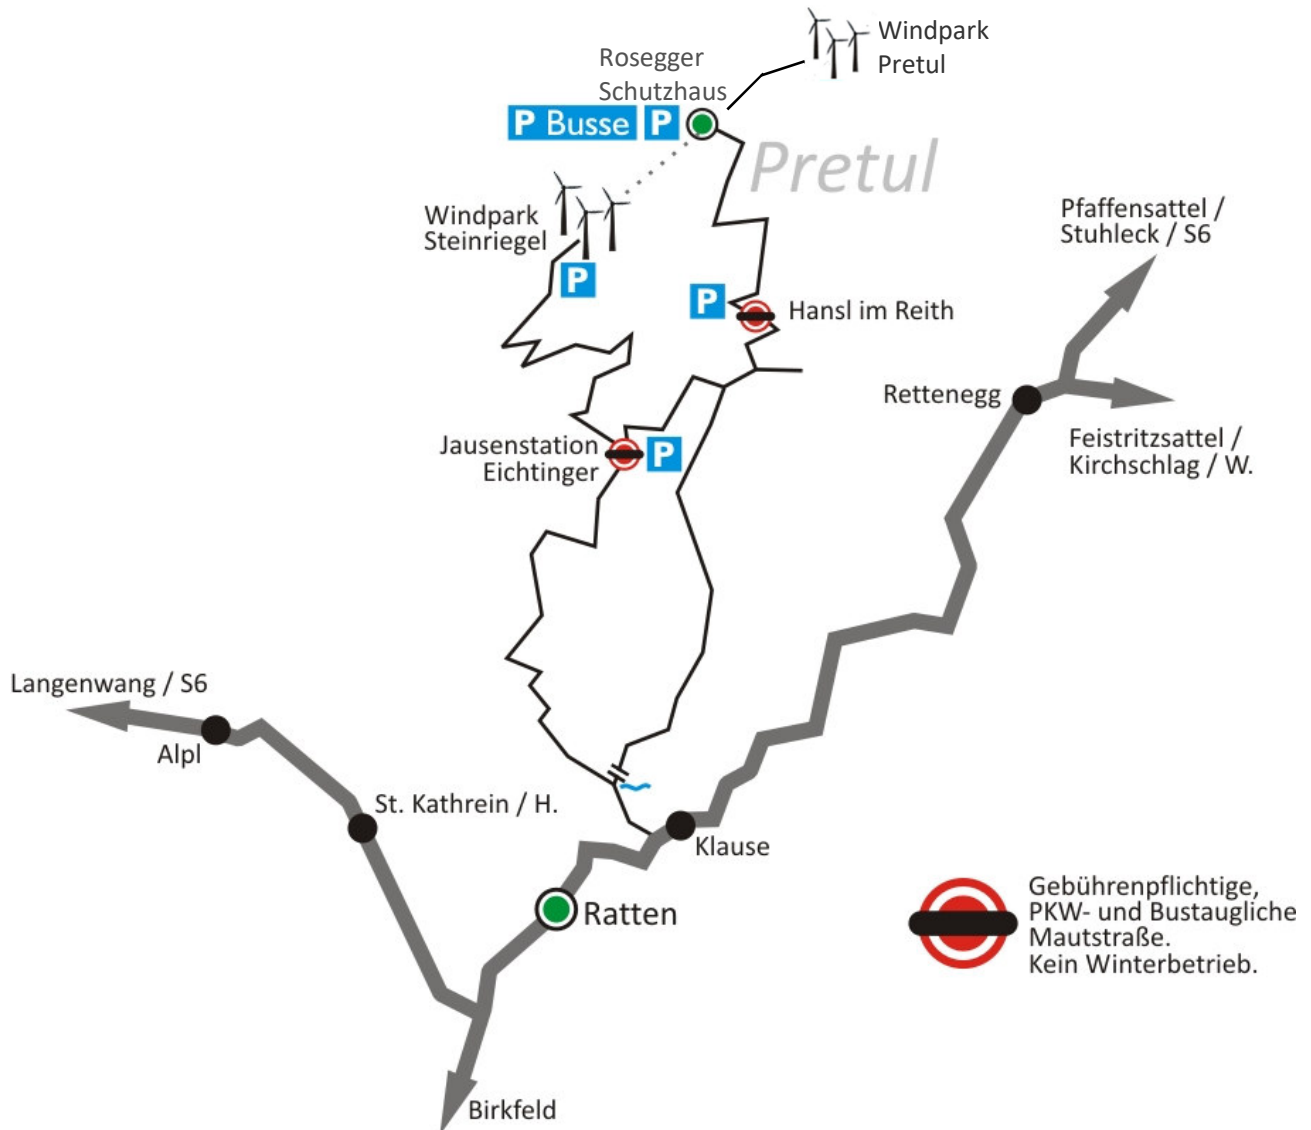 Windpark
Pretul
Rosegger
Schutzhaus
P Busse P
Pretul
Windpark
Steinriegel
P
Pfaffensattel /
Stuhleck / S6
P
Hansl im Reith
Rettenegg
Feistritzsattel /
Kirchschlag / W.
Jausenstation
Eichtinger
P
Langenwang / S6
Alpl
St. Kathrein / H.
Klause
Ratten
Gebührenpflichtige,
PKW- und Bustaugliche
Mautstraße.
Kein Winterbetrieb.
Birkfeld